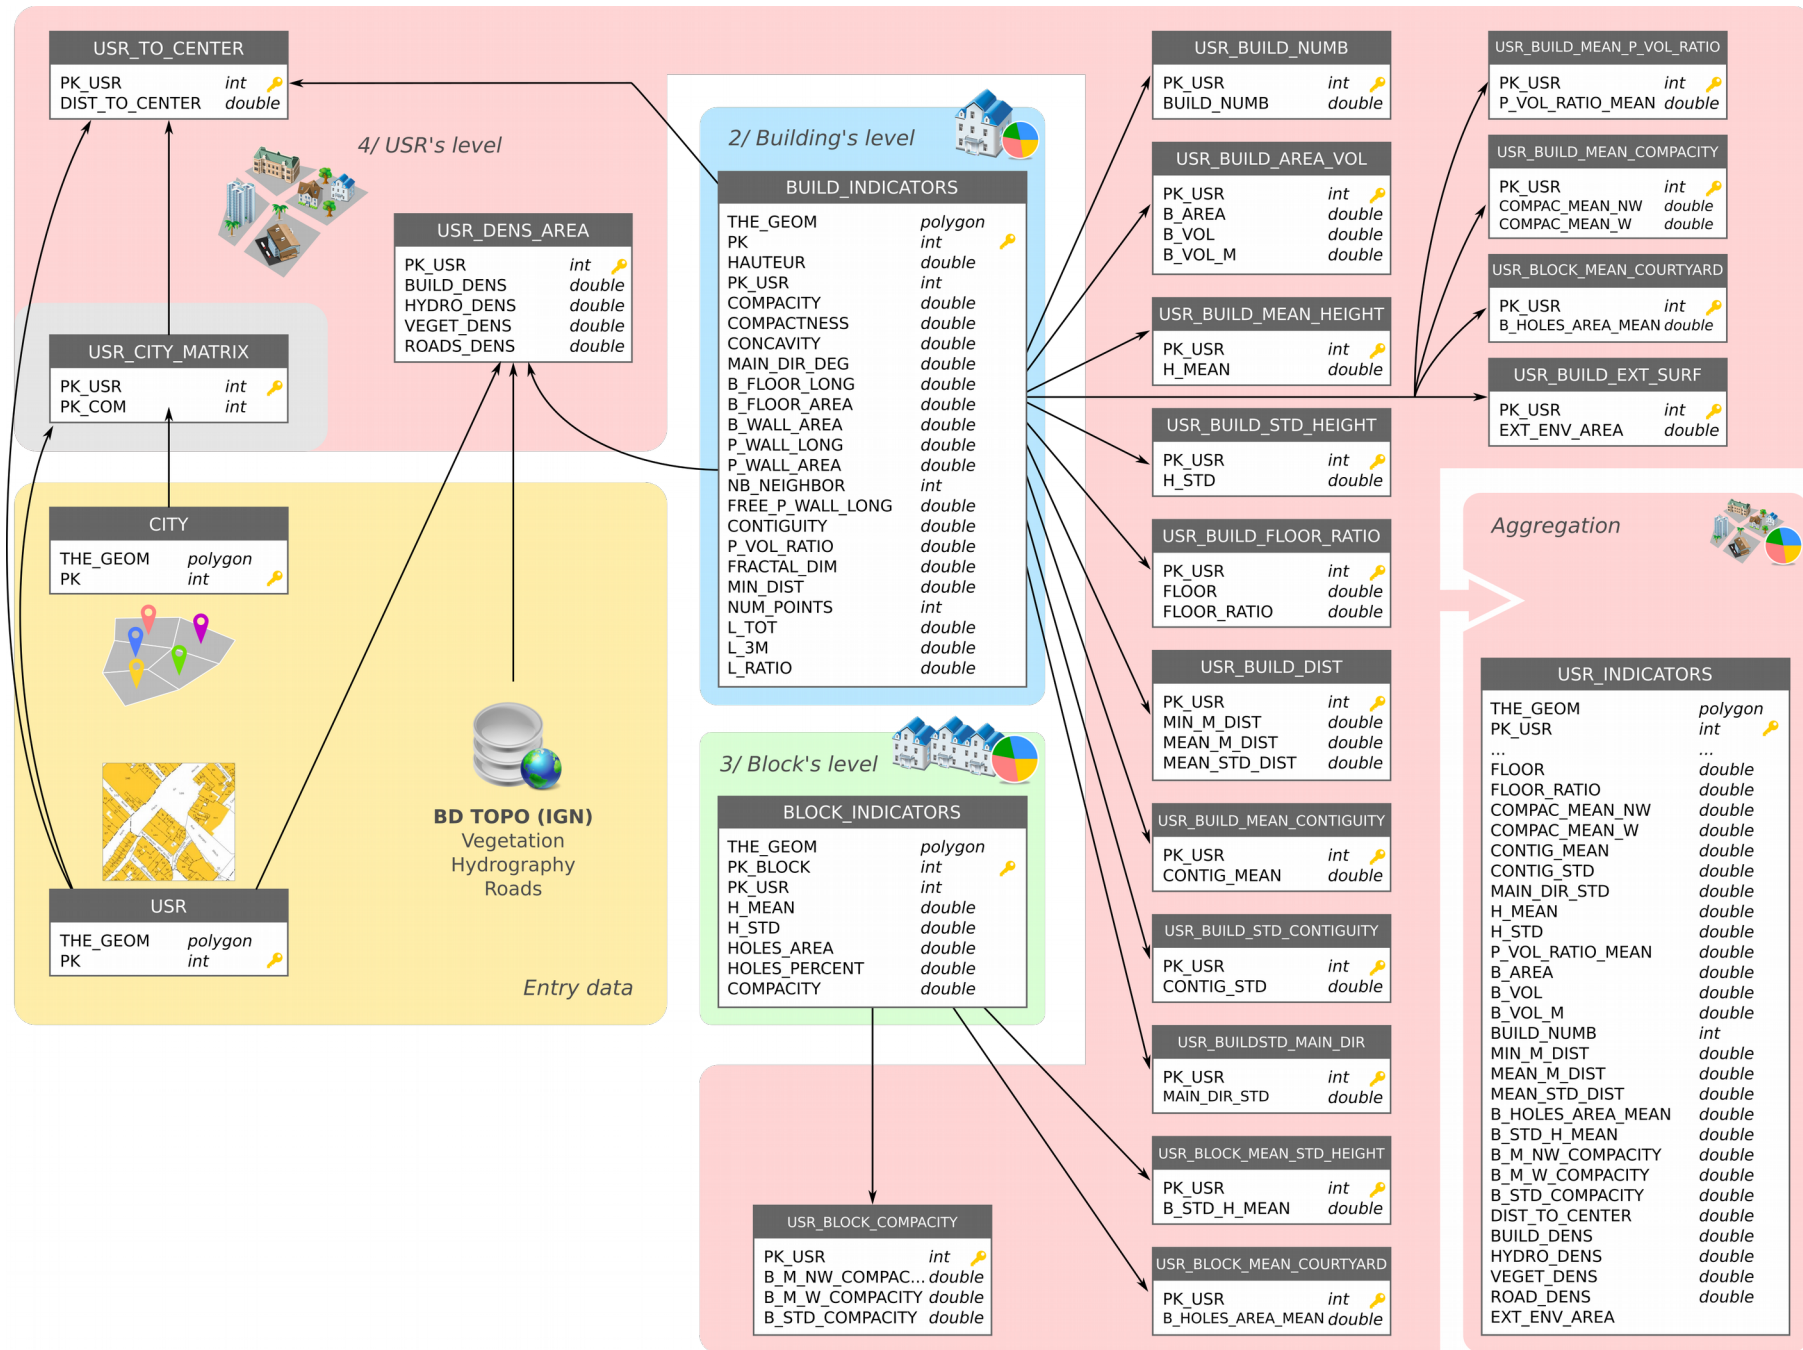 USR_TO_CENTER
PK_USR int
DIST_TO_CENTER double
4/ USR's level
USR_DENS_AREA
PK_USR int
BUILD_DENS double
HYDRO_DENS double
VEGET_DENS double
ROADS_DENS double
USR_CITY_MATRIX
PK_USR int
PK_COM int
CITY
THE_GEOM polygon
PK int
USR
THE_GEOM polygon
PK int
BD TOPO (IGN)
Vegetation
Hydrography
Roads
Entry data
2/ Building's level
BUILD_INDICATORS
THE_GEOM polygon
PK int
HAUTEUR double
PK_USR int
COMPACITY double
COMPACTNESS double
CONCAVITY double
MAIN_DIR_DEG double
B_FLOOR_LONG double
B_FLOOR_AREA double
B_WALL_AREA double
P_WALL_LONG double
P_WALL_AREA double
NB_NEIGHBOR int
FREE_P_WALL_LONG double
CONTIGUITY double
P_VOL_RATIO double
FRACTAL_DIM double
MIN_DIST double
NUM_POINTS int
L_TOT double
L_3M double
L_RATIO double
3/ Block's level
BLOCK_INDICATORS
THE_GEOM polygon
PK_BLOCK int
PK_USR int
H_MEAN double
H_STD double
HOLES_AREA double
HOLES_PERCENT double
COMPACITY double
USR_BLOCK_COMPACITY
PK_USR int
B_M_NW_COMPAC... double
B_M_W_COMPACITY double
B_STD_COMPACITY double
USR_BUILD_NUMB
PK_USR int
BUILD_NUMB double
USR_BUILD_AREA_VOL
PK_USR int
B_AREA double
B_VOL double
B_VOL_M double
USR_BUILD_MEAN_HEIGHT
PK_USR int
H_MEAN double
USR_BUILD_STD_HEIGHT
PK_USR int
H_STD double
USR_BUILD_FLOOR_RATIO
PK_USR int
FLOOR double
FLOOR_RATIO double
USR_BUILD_DIST
PK_USR int
MIN_M_DIST double
MEAN_M_DIST double
MEAN_STD_DIST double
USR_BUILD_MEAN_CONTIGUITY
PK_USR int
CONTIG_MEAN double
USR_BUILD_STD_CONTIGUITY
PK_USR int
CONTIG_STD double
USR_BUILDSTD_MAIN_DIR
PK_USR int
MAIN_DIR_STD double
USR_BLOCK_MEAN_STD_HEIGHT
PK_USR int
B_STD_H_MEAN double
USR_BLOCK_MEAN_COURTYARD
PK_USR int
B_HOLES_AREA_MEAN double
USR_BUILD_MEAN_P_VOL_RATIO
PK_USR int
P_VOL_RATIO_MEAN double
USR_BUILD_MEAN_COMPACITY
PK_USR int
COMPAC_MEAN_NW double
COMPAC_MEAN_W double
USR_BLOCK_MEAN_COURTYARD
PK_USR int
B_HOLES_AREA_MEAN double
USR_BUILD_EXT_SURF
PK_USR int
EXT_ENV_AREA double
Aggregation
USR_INDICATORS
THE_GEOM polygon
PK_USR int
... ...
FLOOR double
FLOOR_RATIO double
COMPAC_MEAN_NW double
COMPAC_MEAN_W double
CONTIG_MEAN double
CONTIG_STD double
MAIN_DIR_STD double
H_MEAN double
H_STD double
P_VOL_RATIO_MEAN double
B_AREA double
B_VOL double
B_VOL_M double
BUILD_NUMB int
MIN_M_DIST double
MEAN_M_DIST double
MEAN_STD_DIST double
B_HOLES_AREA_MEAN double
B_STD_H_MEAN double
B_M_NW_COMPACITY double
B_M_W_COMPACITY double
B_STD_COMPACITY double
DIST_TO_CENTER double
BUILD_DENS double
HYDRO_DENS double
VEGET_DENS double
ROAD_DENS double
EXT_ENV_AREA